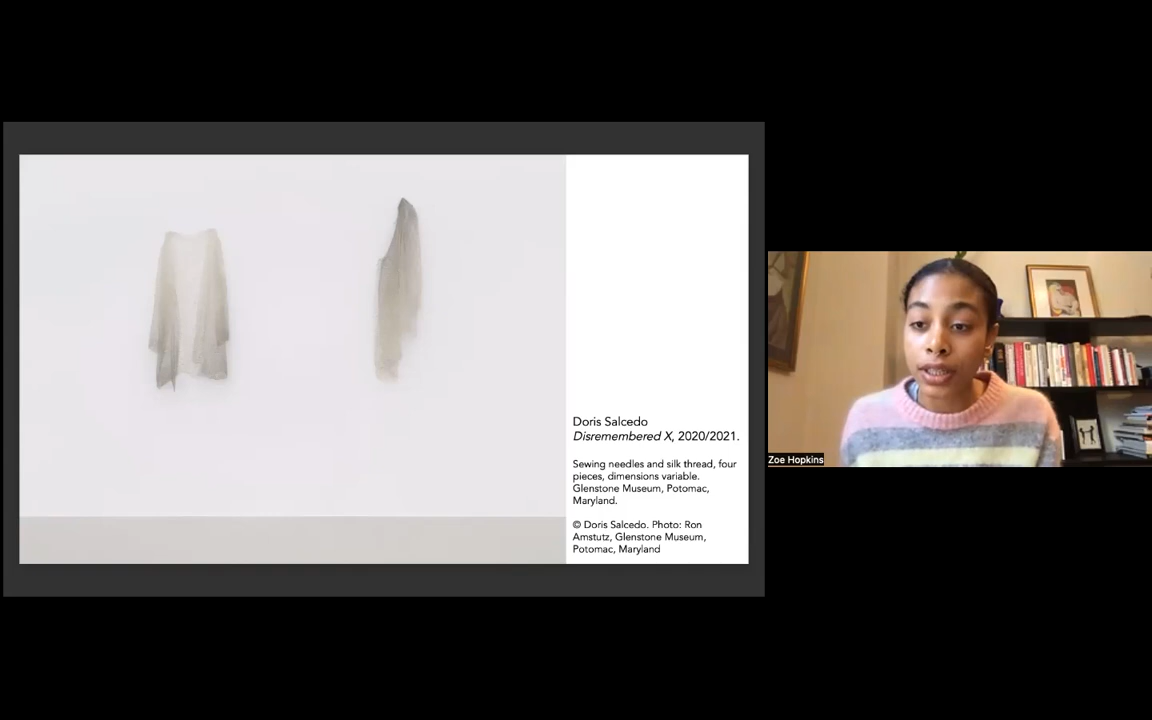 Doris Salcedo
Disremembered X, 2020/2021.
Sewing needles and silk thread, four
pieces, dimensions variable.
Glenstone Museum, Potomac,
Maryland.
© Doris Salcedo. Photo: Ron
Amstutz, Glenstone Museum,
Potomac, Maryland
Zoe Hopkins